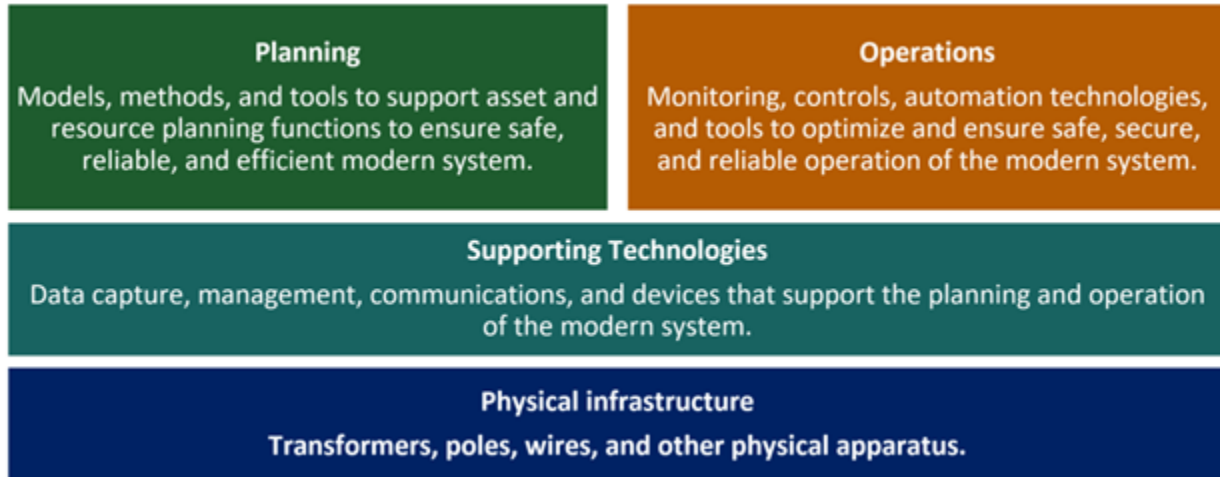 Planning
Models, methods, and tools to support asset and
resource planning functions to ensure safe,
reliable, and efficient modern system.
Operations
Monitoring, controls, automation technologies,
and tools to optimize and ensure safe, secure,
and reliable operation of the modern system.
Supporting Technologies
Data capture, management, communications, and devices that support the planning and operation
of the modern system.
Physical infrastructure
Transformers, poles, wires, and other physical apparatus.